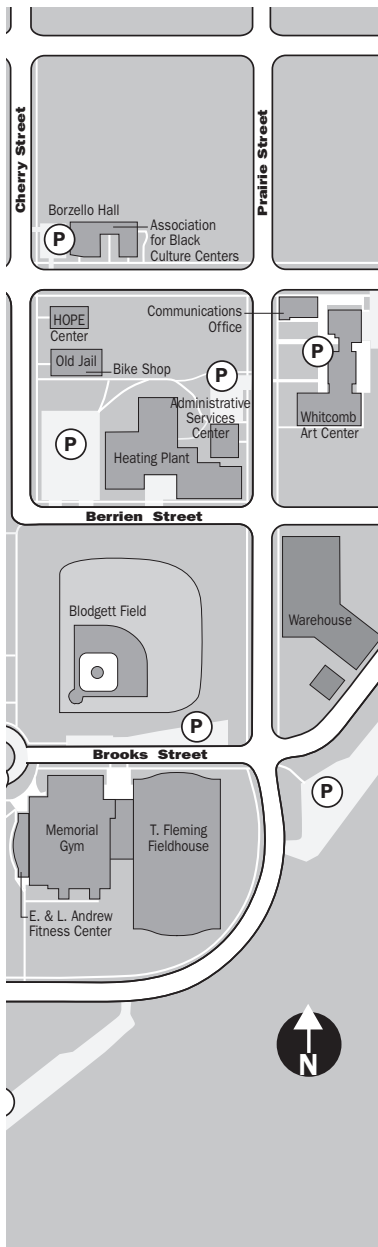 Cherry Street
Prairie Street
Borzello Hall
P
Association
for Black
Culture Centers
HOPE
Center
Communications
Office
Old Jail
Bike Shop
P
P
Administrative
Services
Center
Whitcomb
Art Center
P
Heating Plant
Berrien Street
Blodgett Field
Warehouse
P
Brooks Street
P
Memorial
Gym
T. Fleming
Fieldhouse
E. & L. Andrew
Fitness Center
N